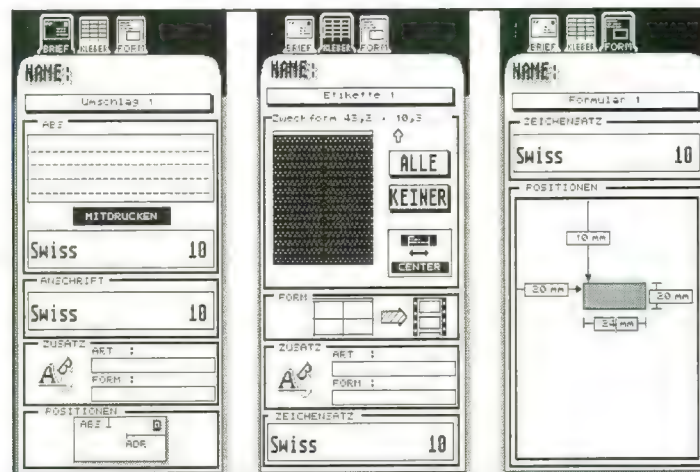 BRIEF KLEBER FORM
NAME:
Umschlag 1
ABS
MITDRUCKEN
Swiss 10
ANSCHRIFT
Swiss 10
ZUSATZ
ART :
FORM :
POSITIONEN
ABS
ADR
BRIEF KLEBER FORM
NAME:
Etikette 1
Zweckform 43,2 · 10,3
ALLE
KEINER
CENTER
FORM
ZUSATZ
ART :
FORM :
ZEICHENSATZ
Swiss 10
BRIEF KLEBER FORM
NAME:
Formular 1
ZEICHENSATZ
Swiss 10
POSITIONEN
10 mm
20 mm
20 mm
34 mm